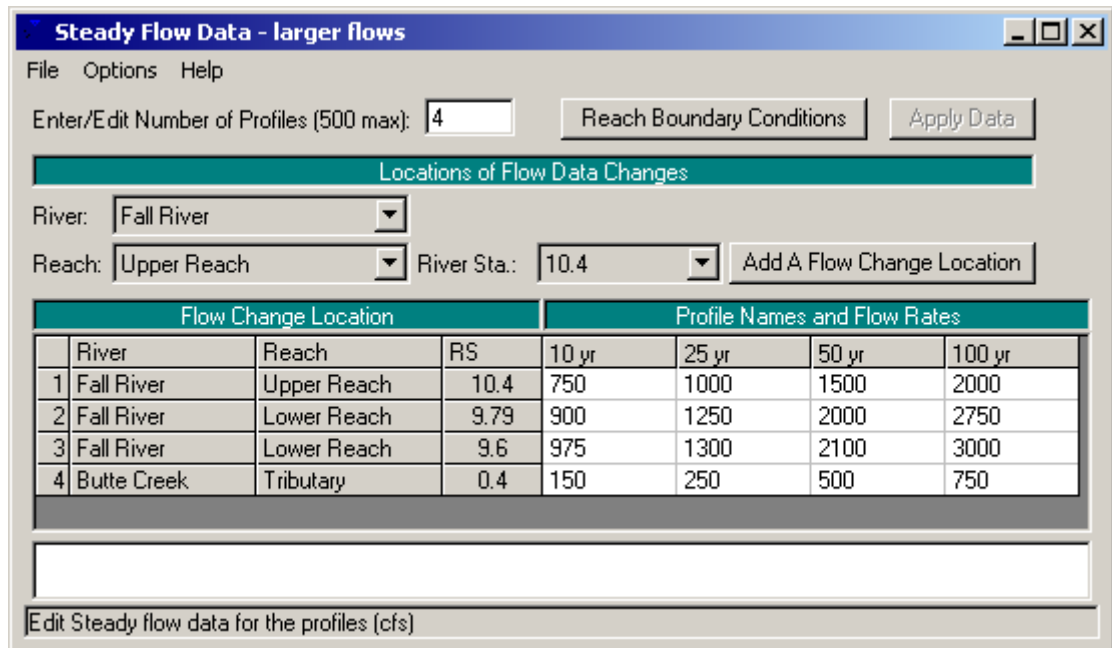 Steady Flow Data - larger flows
File Options Help
Enter/Edit Number of Profiles (500 max): 4 Reach Boundary Conditions Apply Data
Locations of Flow Data Changes
River: Fall River
Reach: Upper Reach River Sta.: 10.4 Add A Flow Change Location
Flow Change Location Profile Names and Flow Rates
River Reach RS 10 yr 25 yr 50 yr 100 yr
1 Fall River Upper Reach 10.4 750 1000 1500 2000
2 Fall River Lower Reach 9.79 900 1250 2000 2750
3 Fall River Lower Reach 9.6 975 1300 2100 3000
4 Butte Creek Tributary 0.4 150 250 500 750
Edit Steady flow data for the profiles (cfs)